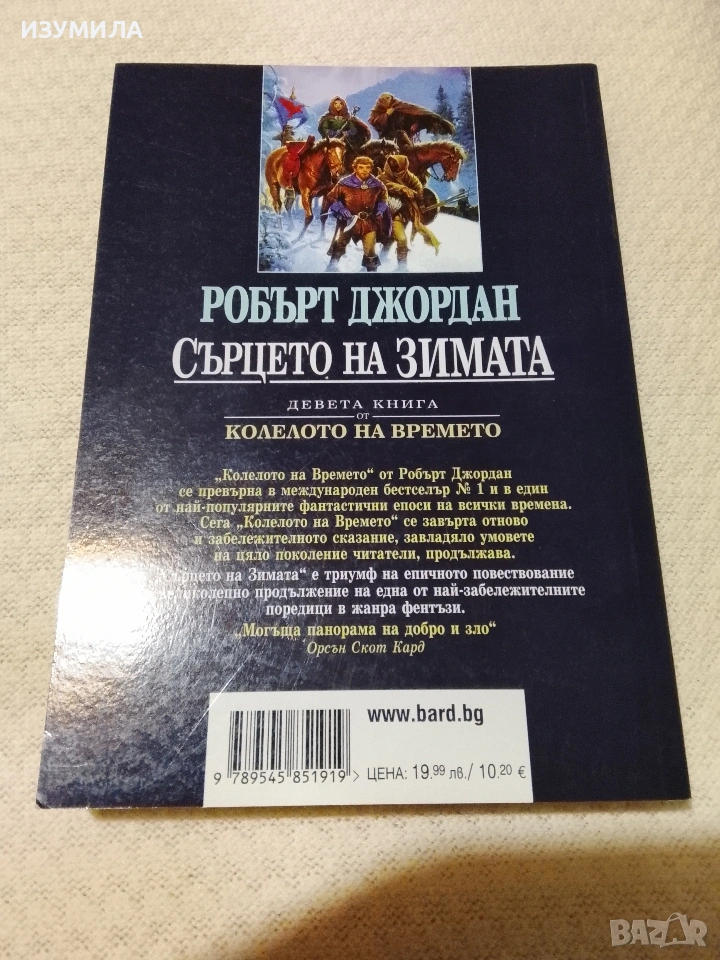 ИЗУМИЛА
РОБЪРТ ДЖОРДАН
СЪРЦЕТО НА ЗИМАТА
ДЕВЕТА КНИГА
ОТ
КОЛЕЛОТО НА ВРЕМЕТО
„Колелото на Времето“ от Робърт Джордан
се превърна в международен бестселър № 1 и в един
от най-популярните фантастични епоси на всички времена.
Сега „Колелото на Времето“ се завърта отново
и забележителното сказание, завладяло умовете
на цяло поколение читатели, продължава.
„Сърцето на Зимата“ е триумф на епичното повествование
великолепно продължение на една от най-забележителните
поредици в жанра фентъзи.
„Могъща панорама на добро и зло“
Орсън Скот Кард
www.bard.bg
9 789545 851919 >
ЦЕНА: 19.99 лв./ 10.20 €
BAZAR